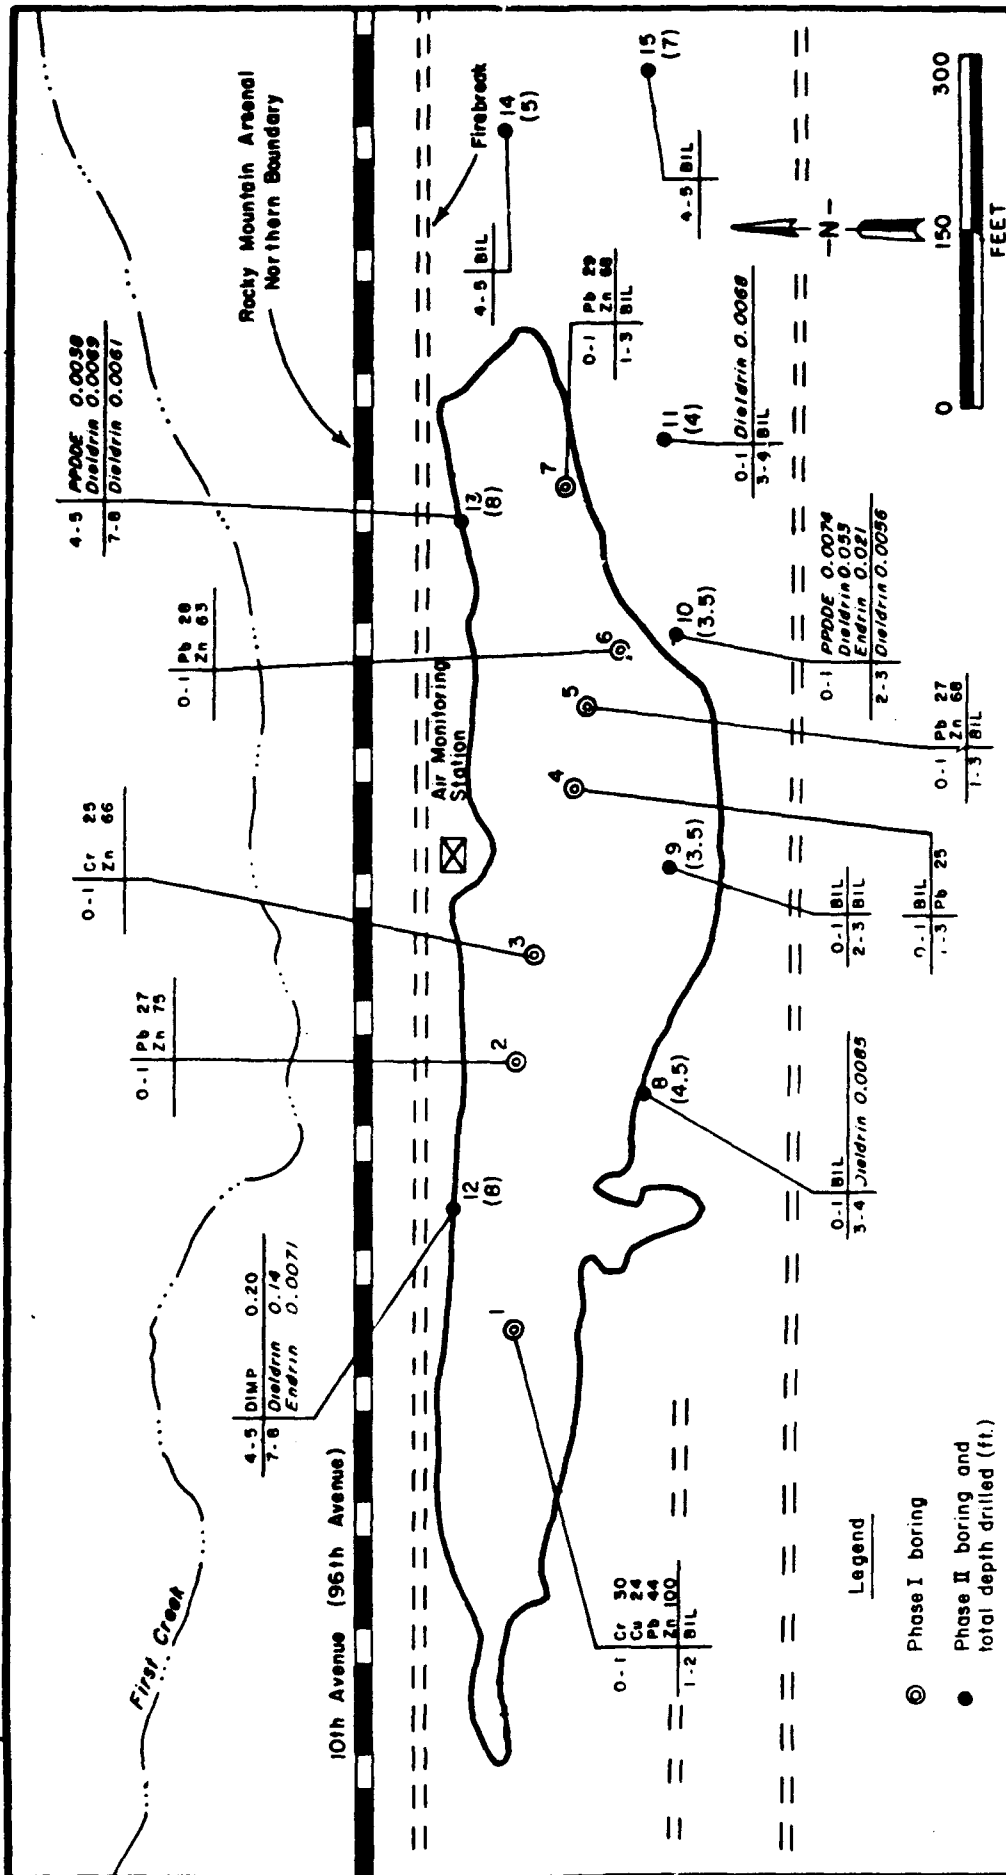 First Creek
10th Avenue (96th Avenue)
Rocky Mountain Arsenal
Northern Boundary
Firebreak
Air Monitoring
Station
4-5 DIMP 0.20
7-8 Dieldrin 0.14
Endrin 0.0071
0-1 Pb 27
Zn 75
0-1 Cr 25
Zn 66
0-1 Pb 28
Zn 63
4-5 PPDDE 0.0038
Dieldrin 0.0069
7-8 Dieldrin 0.0061
12
(8)
13
(8)
14
(5)
4-5 BIL
15
(7)
4-5 BIL
1
2
3
4
5
6
7
8
(4.5)
9
(3.5)
10
(3.5)
11
(4)
0-1 Cr 30
Cu 24
Pb 44
Zn 100
1-2 BIL
0-1 BIL
3-4 Dieldrin 0.0085
0-1 BIL
2-3 BIL
0-1 BIL
1-3 Pb 25
0-1 Pb 27
Zn 68
1-3 BIL
0-1 PPDDE 0.0074
Dieldrin 0.053
Endrin 0.021
2-3 Dieldrin 0.0056
0-1 Dieldrin 0.0068
3-4 BIL
0-1 Pb 29
Zn 68
1-3 BIL
-N-
0 150 300
FEET
Legend
Phase I boring
Phase II boring and
total depth drilled (ft.)